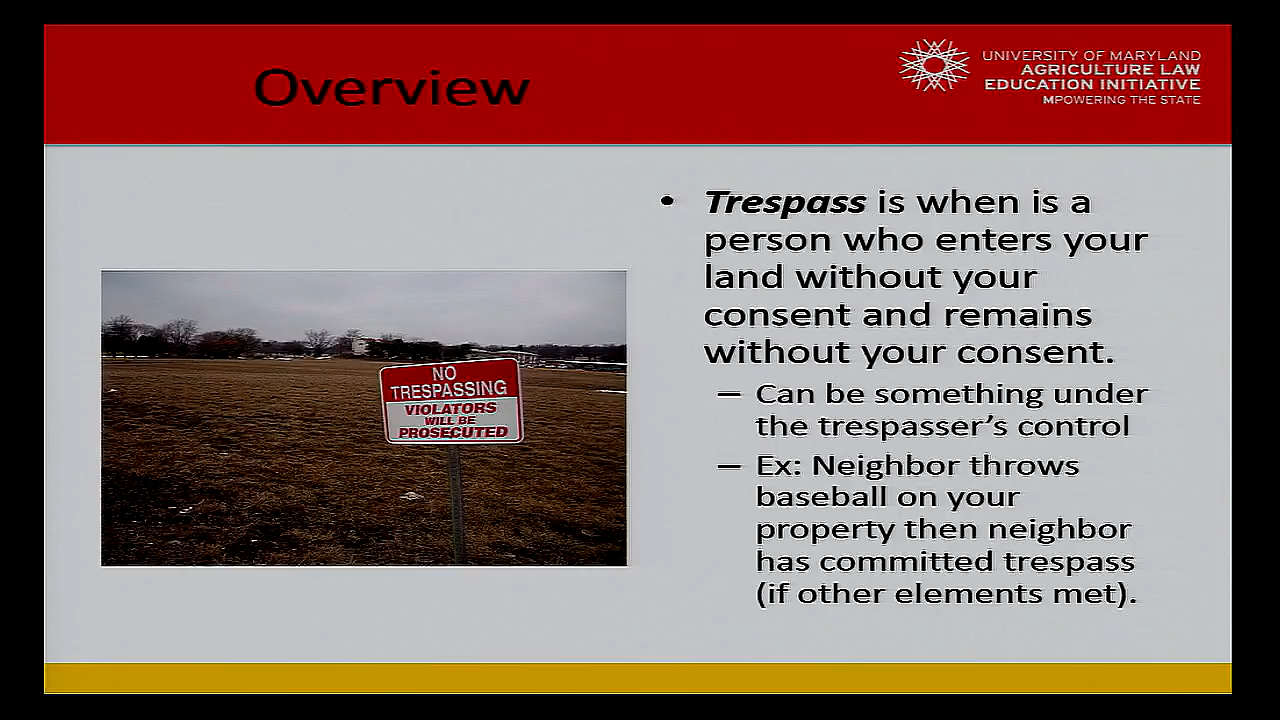 Overview
UNIVERSITY OF MARYLAND
AGRICULTURE LAW
EDUCATION INITIATIVE
MPOWERING THE STATE
NO
TRESPASSING
VIOLATORS
WILL BE
PROSECUTED
• Trespass is when is a
person who enters your
land without your
consent and remains
without your consent.
– Can be something under
the trespasser’s control
– Ex: Neighbor throws
baseball on your
property then neighbor
has committed trespass
(if other elements met).